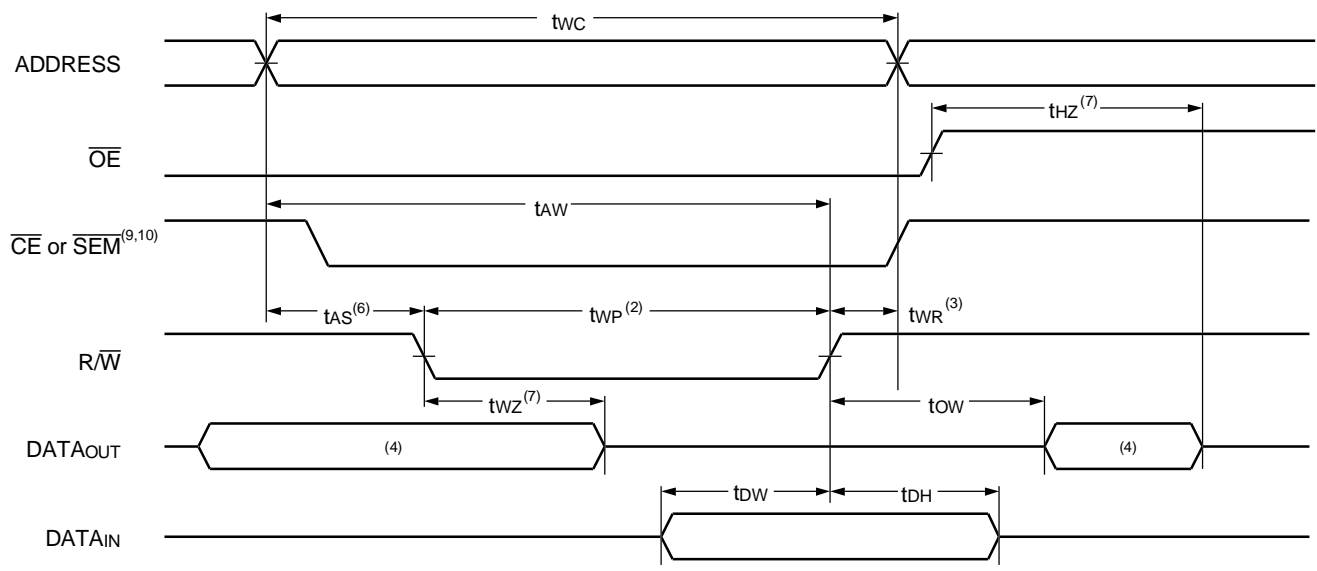 tWC
ADDRESS
tHZ(7)
OE
tAW
CE or SEM(9,10)
tAS(6) tWP(2) tWR(3)
R/W
tWZ(7) tOW
DATAOUT (4) (4)
tDW tDH
DATAIN